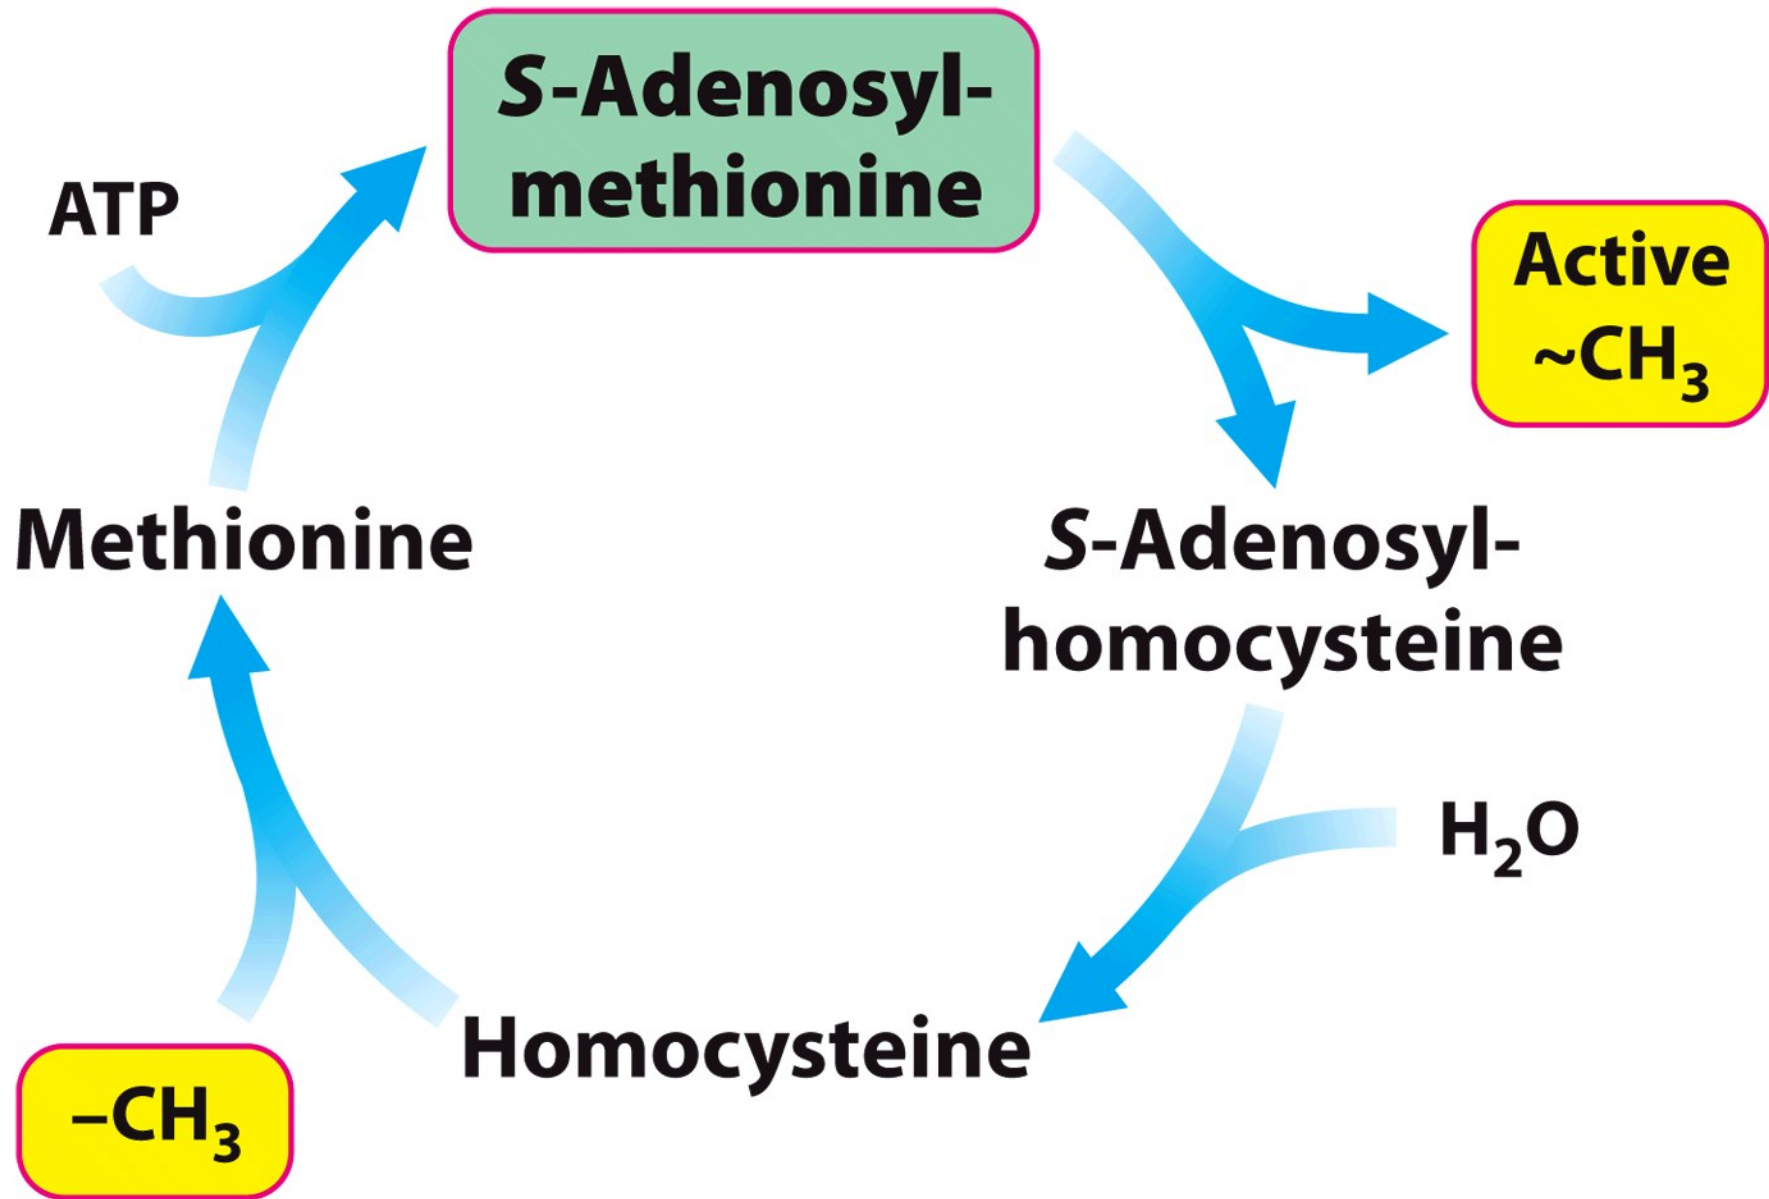 S-Adenosyl-
methionine
ATP
Active
~CH₃
Methionine
S-Adenosyl-
homocysteine
H₂O
Homocysteine
–CH₃